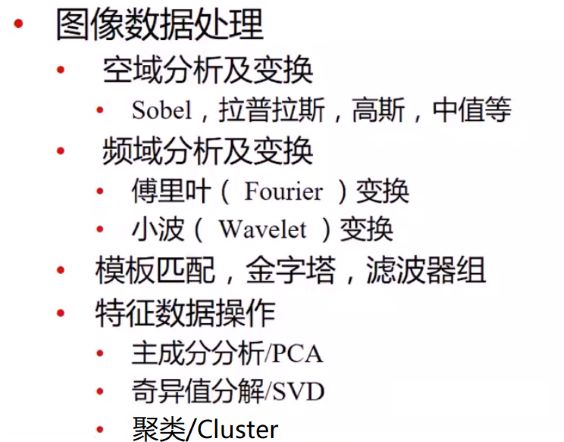 图像数据处理
空域分析及变换
Sobel，拉普拉斯，高斯，中值等
频域分析及变换
傅里叶（ Fourier ）变换
小波（ Wavelet ）变换
模板匹配，金字塔，滤波器组
特征数据操作
主成分分析/PCA
奇异值分解/SVD
聚类/Cluster